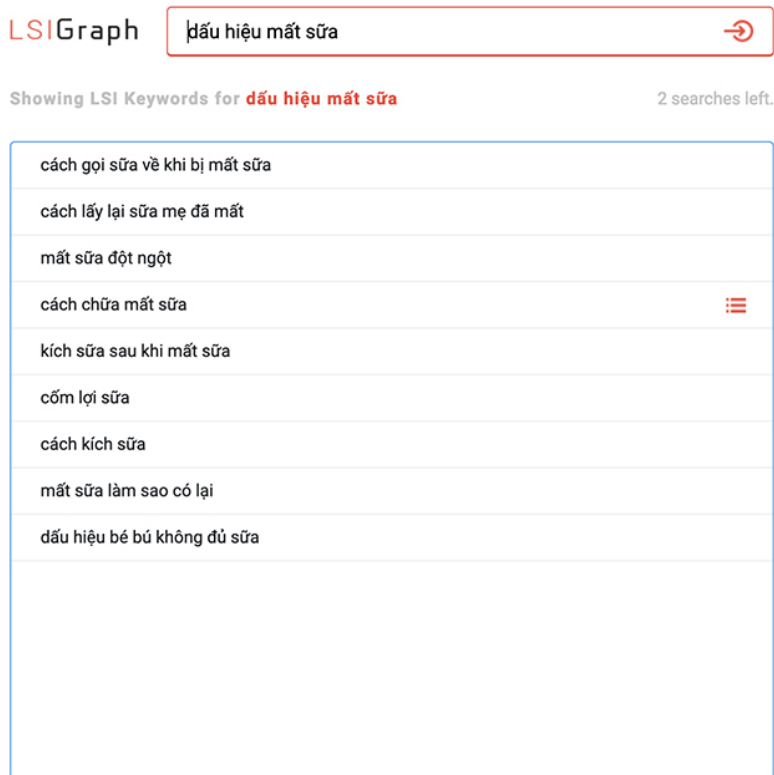 LSIGraph
dấu hiệu mất sữa
Showing LSI Keywords for dấu hiệu mất sữa
2 searches left.
cách gọi sữa về khi bị mất sữa
cách lấy lại sữa mẹ đã mất
mất sữa đột ngột
cách chữa mất sữa
kích sữa sau khi mất sữa
cốm lợi sữa
cách kích sữa
mất sữa làm sao có lại
dấu hiệu bé bú không đủ sữa